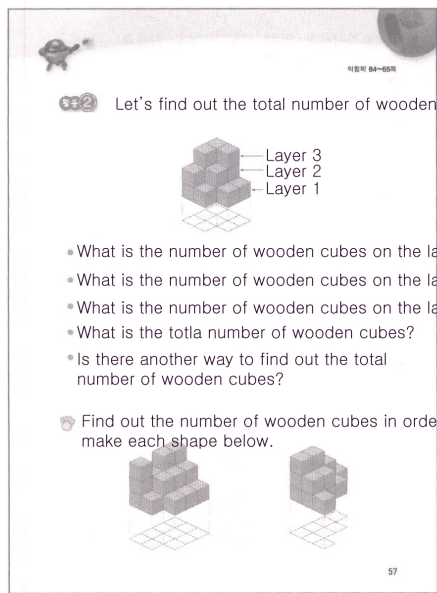 익힘책 64~65쪽
활동 2 Let's find out the total number of wooden
Layer 3
Layer 2
Layer 1
What is the number of wooden cubes on the la
What is the number of wooden cubes on the la
What is the number of wooden cubes on the la
What is the totla number of wooden cubes?
Is there another way to find out the total
number of wooden cubes?
Find out the number of wooden cubes in orde
make each shape below.
57